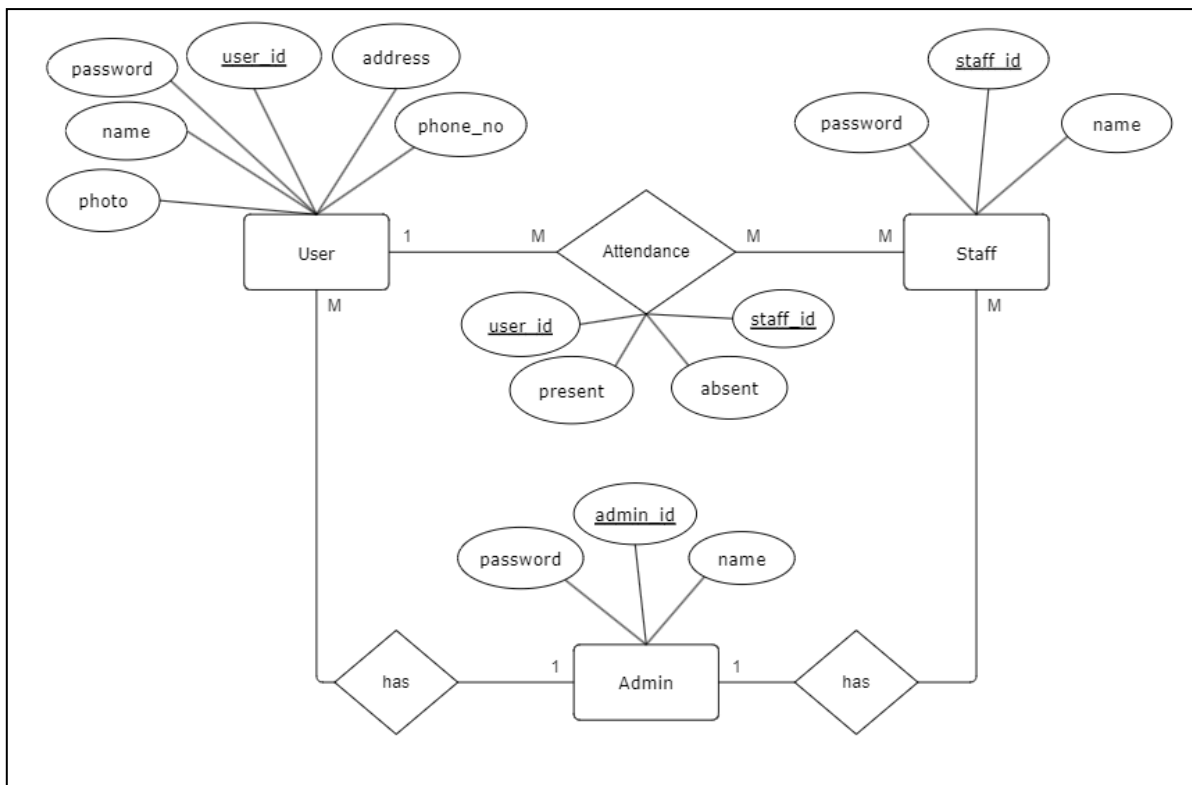 password
user_id
address
name
phone_no
photo
User
1
M
Attendance
M
M
Staff
staff_id
password
name
M
M
user_id
staff_id
present
absent
admin_id
password
name
has
1
Admin
1
has